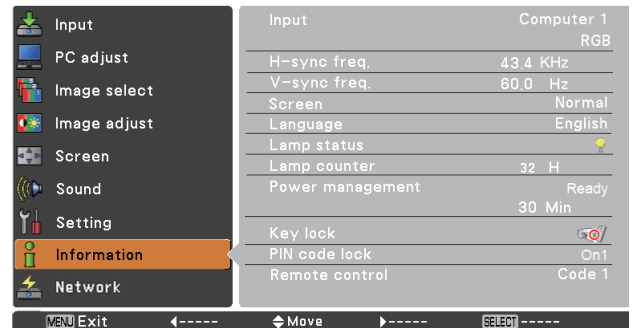 Input
PC adjust
Image select
Image adjust
Screen
Sound
Setting
Information
Network
Input Computer 1
RGB
H-sync freq. 43.4 KHz
V-sync freq. 60.0 Hz
Screen Normal
Language English
Lamp status
Lamp counter 32 H
Power management Ready
30 Min
Key lock
PIN code lock On1
Remote control Code 1
MENU Exit ----- Move ----- SELECT -----